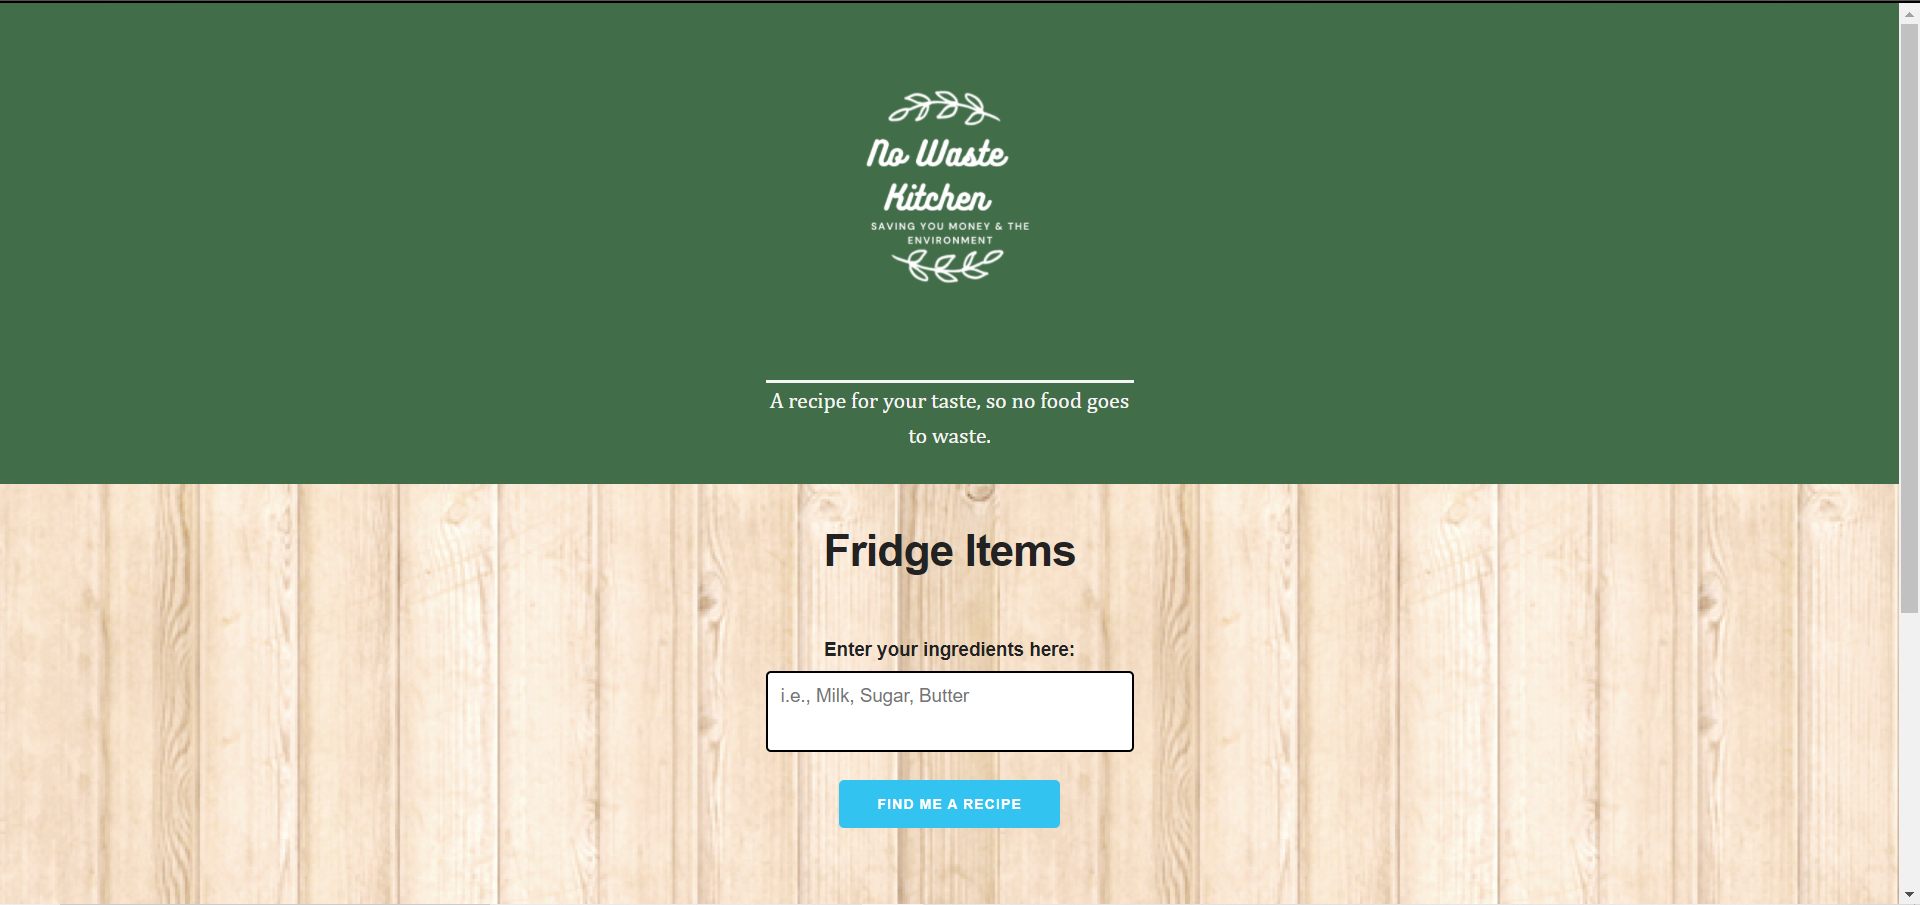 No Waste
Kitchen
SAVING YOU MONEY & THE
ENVIRONMENT
A recipe for your taste, so no food goes
to waste.
Fridge Items
Enter your ingredients here:
i.e., Milk, Sugar, Butter
FIND ME A RECIPE